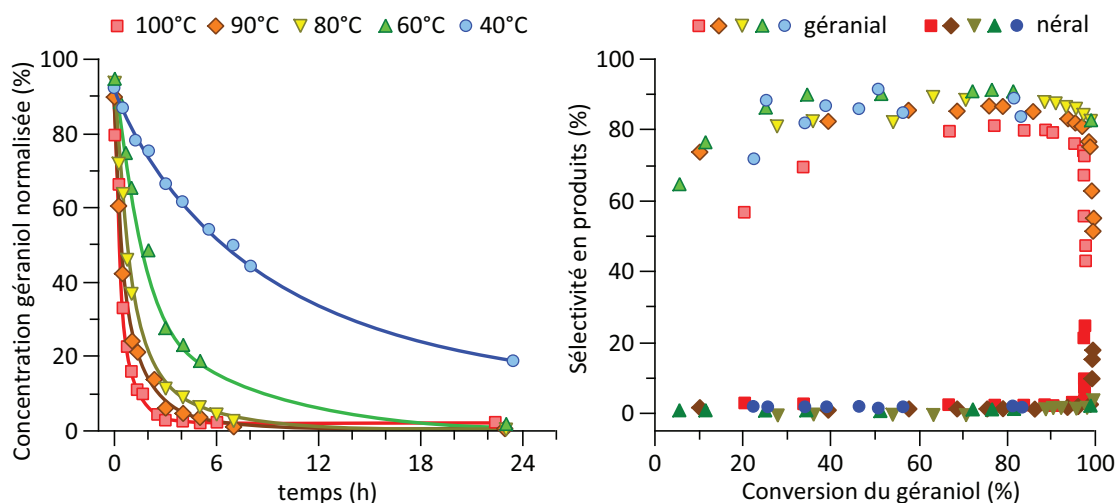 100°C 90°C 80°C 60°C 40°C
Concentration géraniol normalisée (%)
100
80
60
40
20
0
0 6 12 18 24
temps (h)
géranial néral
Sélectivité en produits (%)
100
80
60
40
20
0
0 20 40 60 80 100
Conversion du géraniol (%)